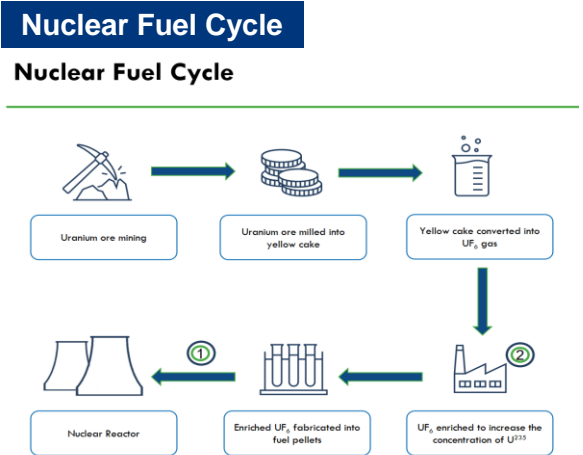 Nuclear Fuel Cycle
Nuclear Fuel Cycle
Uranium ore mining
Uranium ore milled into
yellow cake
Yellow cake converted into
UF₆ gas
1
2
Nuclear Reactor
Enriched UF₆ fabricated into
fuel pellets
UF₆ enriched to increase the
concentration of U²³⁵